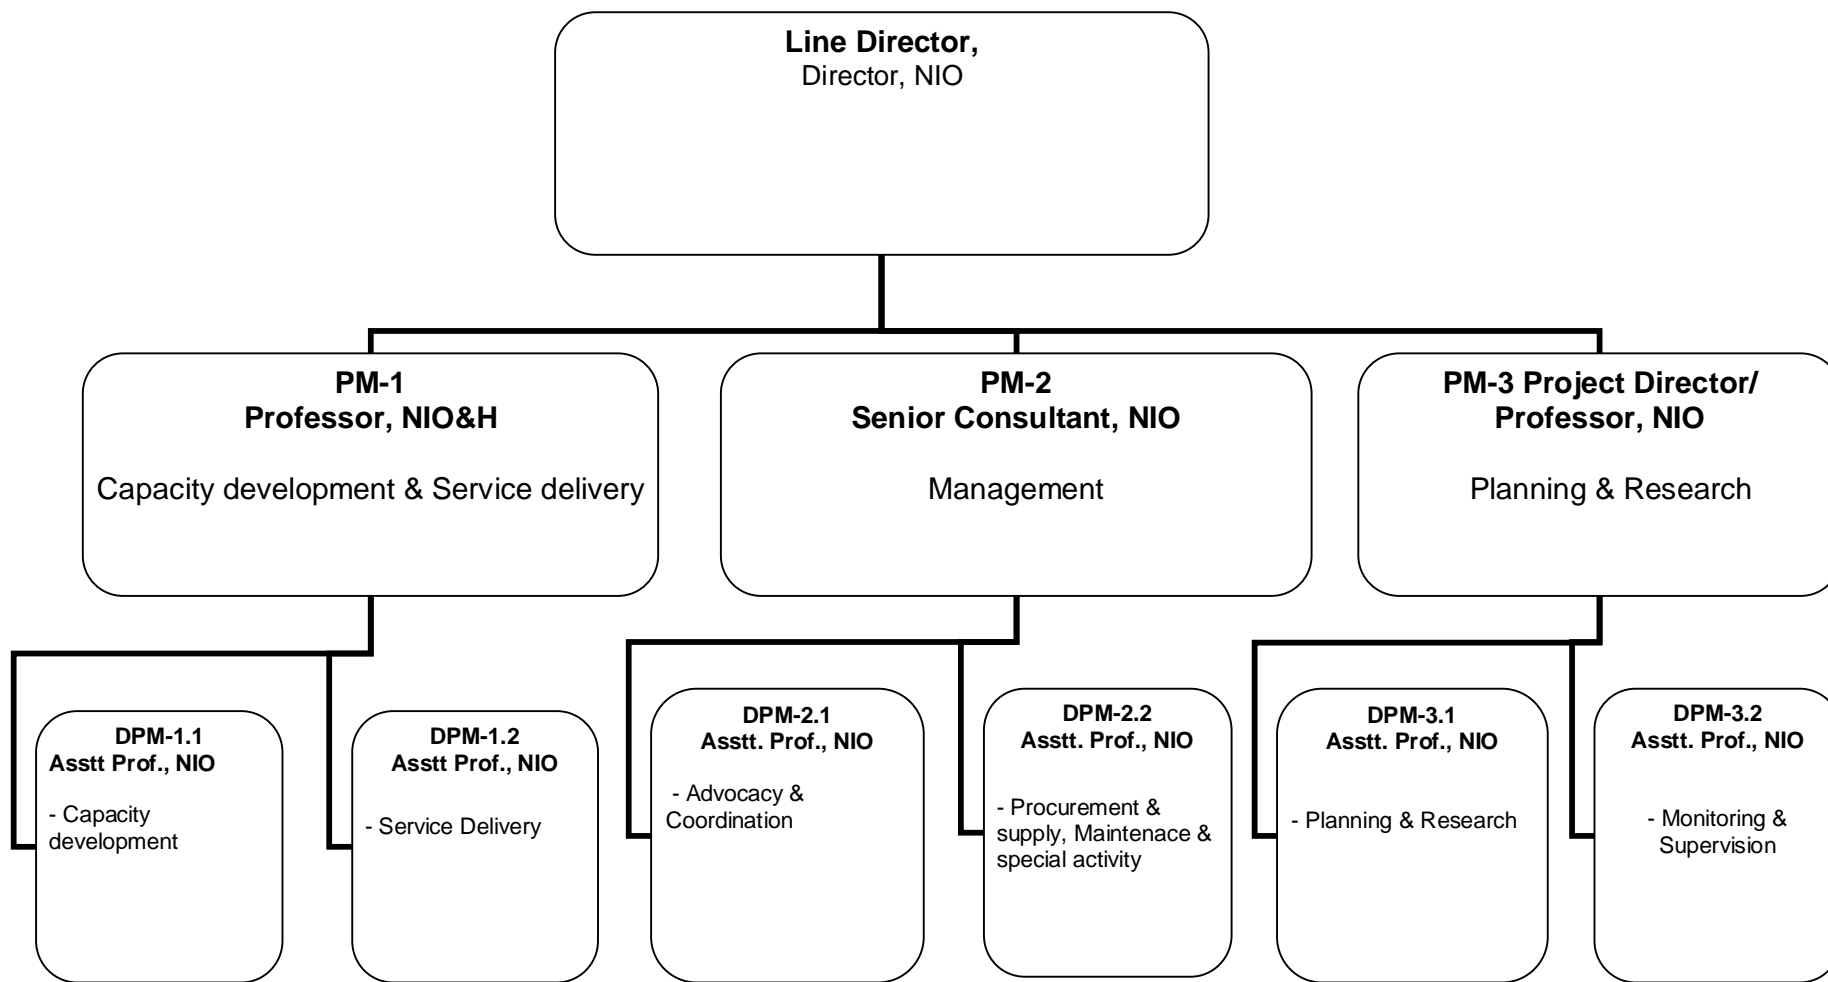 Line Director,
Director, NIO
PM-1
Professor, NIO&H
Capacity development & Service delivery
PM-2
Senior Consultant, NIO
Management
PM-3 Project Director/
Professor, NIO
Planning & Research
DPM-1.1
Asstt Prof., NIO
- Capacity
development
DPM-1.2
Asstt Prof., NIO
- Service Delivery
DPM-2.1
Asstt. Prof., NIO
- Advocacy &
Coordination
DPM-2.2
Asstt. Prof., NIO
- Procurement &
supply, Maintenace &
special activity
DPM-3.1
Asstt. Prof., NIO
- Planning & Research
DPM-3.2
Asstt. Prof., NIO
- Monitoring &
Supervision